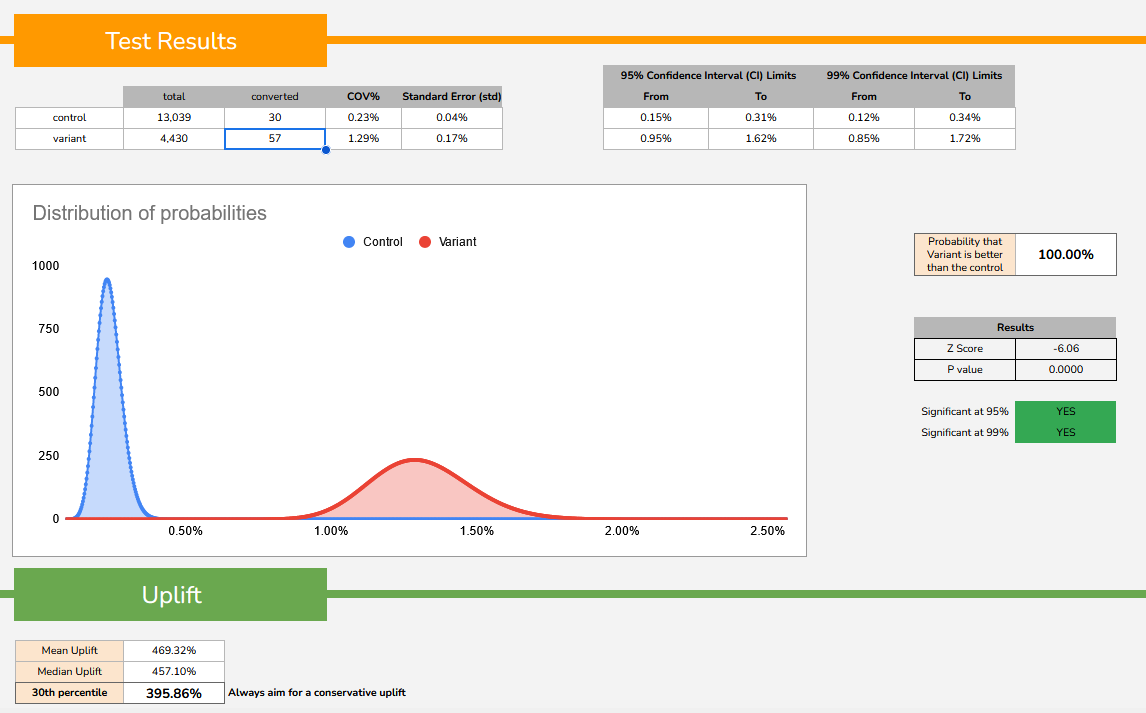 Test Results
95% Confidence Interval (CI) Limits 99% Confidence Interval (CI) Limits
total converted COV% Standard Error (std) From To From To
control 13,039 30 0.23% 0.04% 0.15% 0.31% 0.12% 0.34%
variant 4,430 57 1.29% 0.17% 0.95% 1.62% 0.85% 1.72%
Distribution of probabilities
Control Variant
1000
750
500
250
0
0.50% 1.00% 1.50% 2.00% 2.50%
Probability that
Variant is better
than the control
100.00%
Results
Z Score -6.06
P value 0.0000
Significant at 95% YES
Significant at 99% YES
Uplift
Mean Uplift 469.32%
Median Uplift 457.10%
30th percentile 395.86% Always aim for a conservative uplift